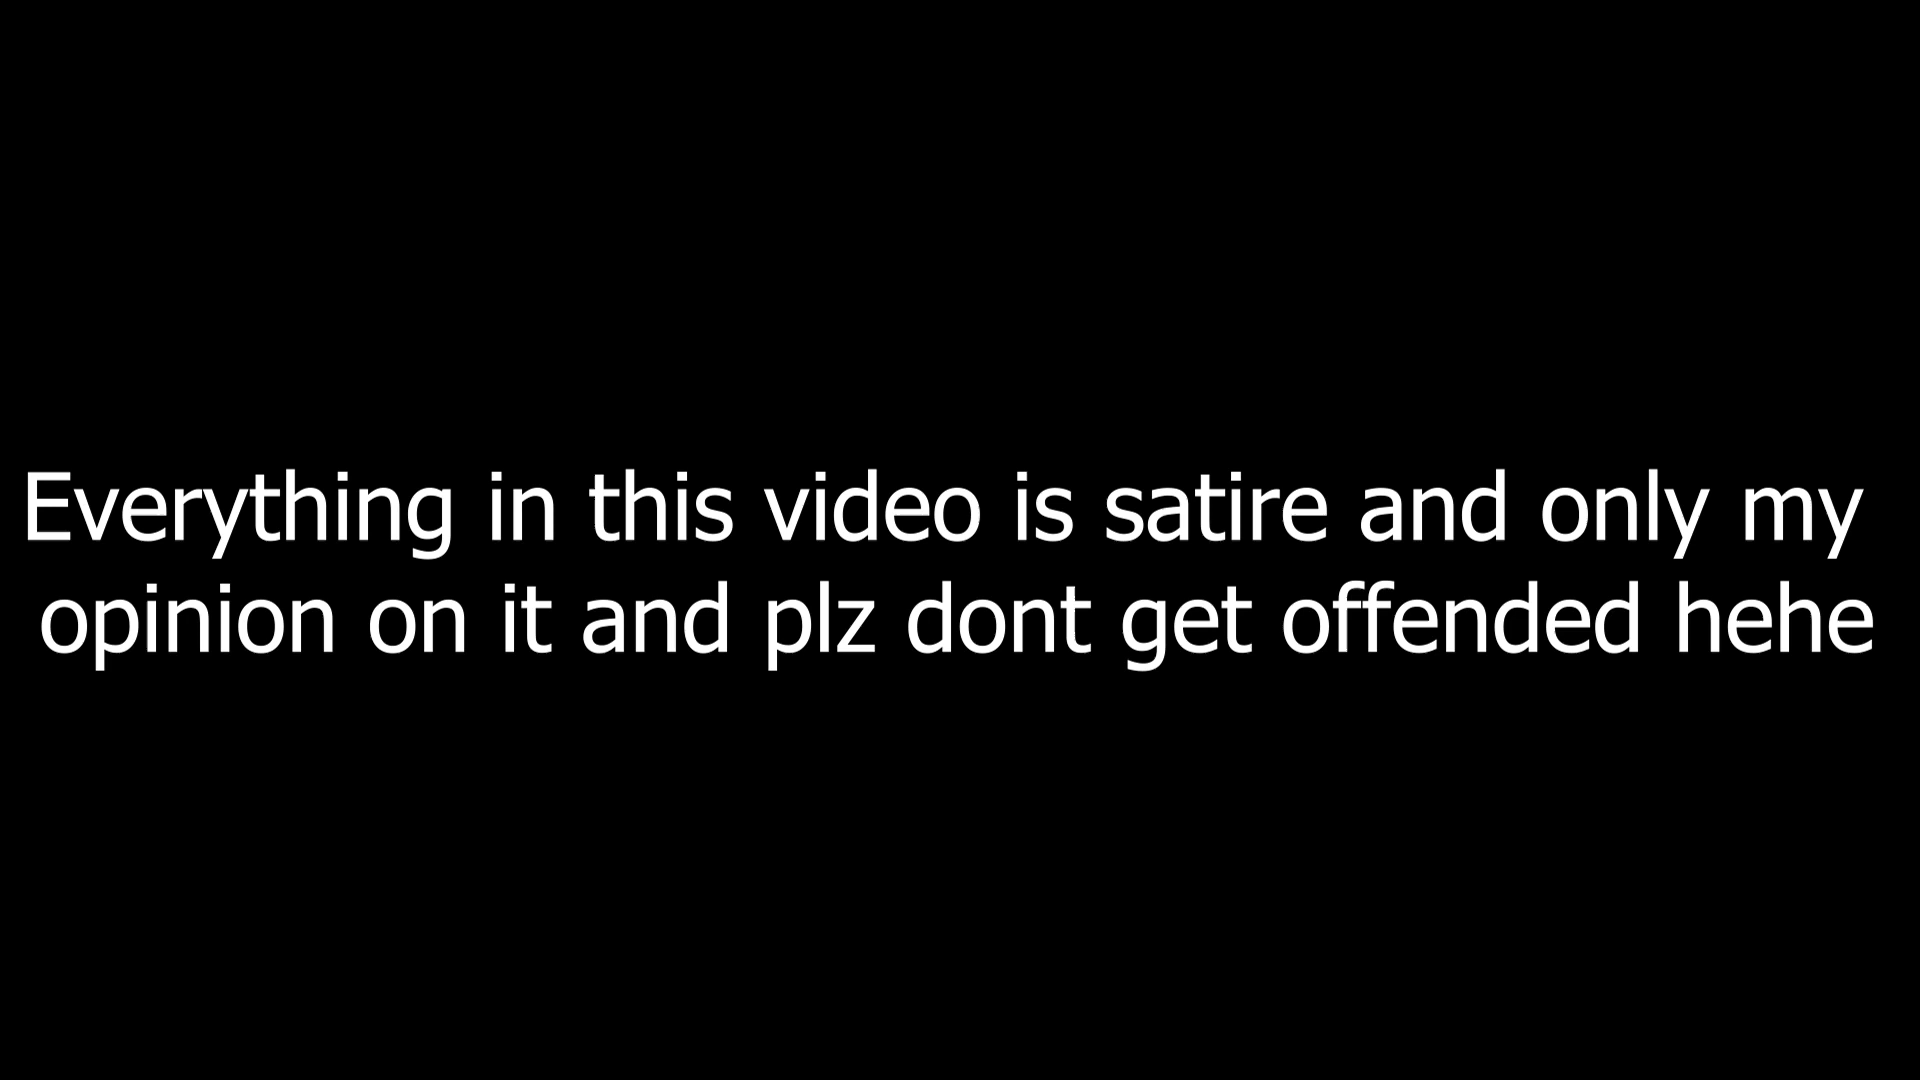 Everything in this video is satire and only my
opinion on it and plz dont get offended hehe